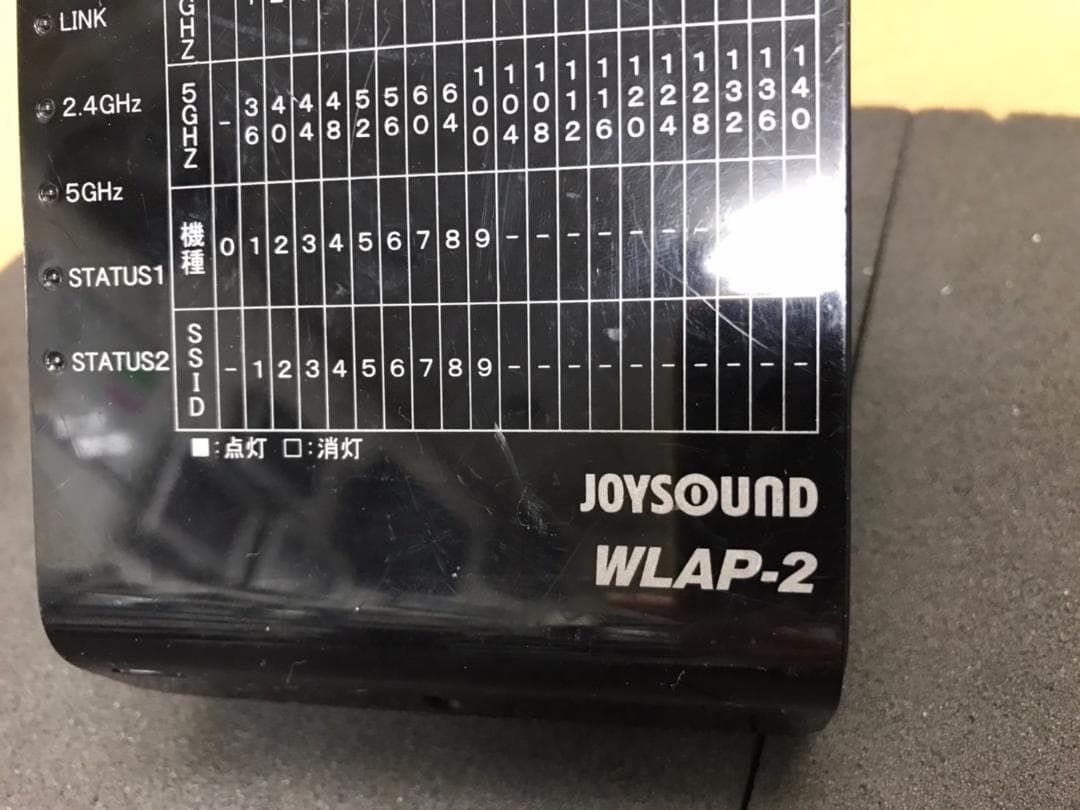 LINK
2.4GHz
5GHz
STATUS1
STATUS2
GHZ
5GHZ - 36 40 44 48 52 56 60 64 100 104 108 112 116 120 124 128 132 136 140
機種 0 1 2 3 4 5 6 7 8 9 - - - - - - -
SSID - 1 2 3 4 5 6 7 8 9 - - - - - - - - - - -
■:点灯 □:消灯
JOYSOUND
WLAP-2